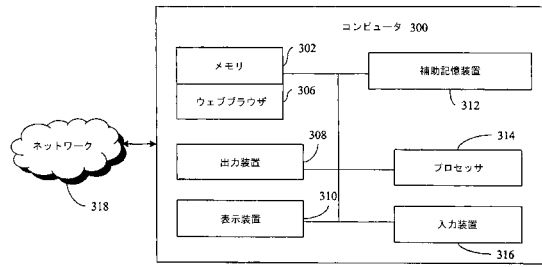 コンピュータ 300
メモリ
302
ウェブブラウザ
306
補助記憶装置
312
ネットワーク
318
出力装置
308
プロセッサ
314
表示装置
310
入力装置
316